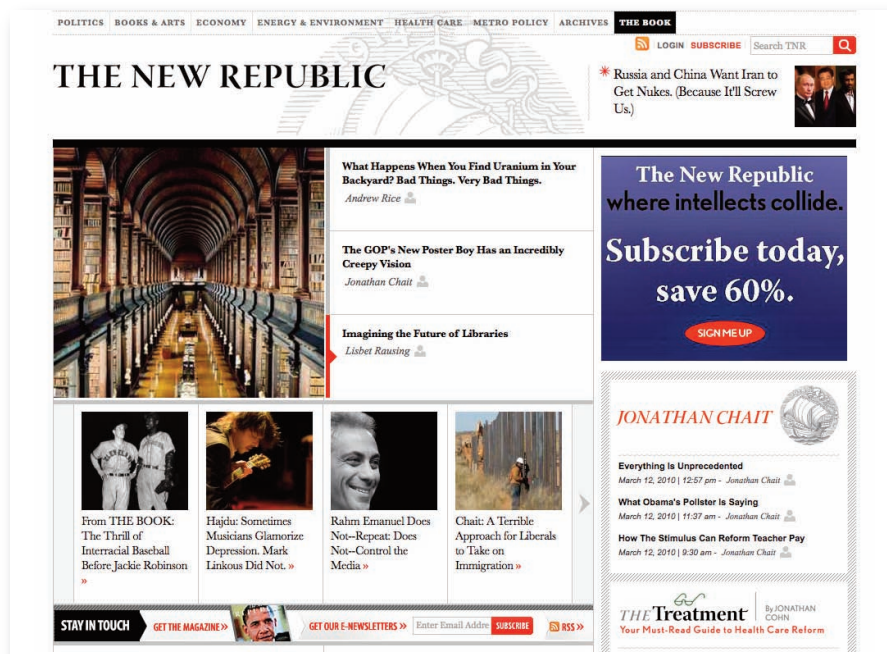 POLITICS BOOKS & ARTS ECONOMY ENERGY & ENVIRONMENT HEALTH CARE METRO POLICY ARCHIVES THE BOOK
LOGIN SUBSCRIBE Search TNR
THE NEW REPUBLIC
Russia and China Want Iran to
Get Nukes. (Because It'll Screw
Us.)
What Happens When You Find Uranium in Your
Backyard? Bad Things. Very Bad Things.
Andrew Rice
The GOP's New Poster Boy Has an Incredibly
Creepy Vision
Jonathan Chait
Imagining the Future of Libraries
Lisbet Rausing
The New Republic
where intellects collide.
Subscribe today,
save 60%.
SIGN ME UP
From THE BOOK:
The Thrill of
Interracial Baseball
Before Jackie Robinson
»
Hajdu: Sometimes
Musicians Glamorize
Depression. Mark
Linkous Did Not. »
Rahm Emanuel Does
Not--Repeat: Does
Not--Control the
Media »
Chait: A Terrible
Approach for Liberals
to Take on
Immigration »
JONATHAN CHAIT
Everything Is Unprecedented
March 12, 2010 | 12:57 pm - Jonathan Chait
What Obama's Pollster Is Saying
March 12, 2010 | 11:37 am - Jonathan Chait
How The Stimulus Can Reform Teacher Pay
March 12, 2010 | 9:30 am - Jonathan Chait
THE Treatment By JONATHAN
COHN
Your Must-Read Guide to Health Care Reform
STAY IN TOUCH GET THE MAGAZINE » GET OUR E-NEWSLETTERS » Enter Email Addre SUBSCRIBE RSS »